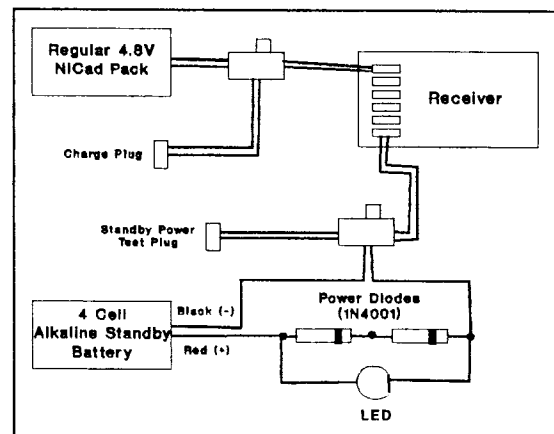 Regular 4.8V
NiCad Pack
Receiver
Charge Plug
Standby Power
Test Plug
4 Cell
Alkaline Standby
Battery
Black (-)
Red (+)
Power Diodes
(1N4001)
LED